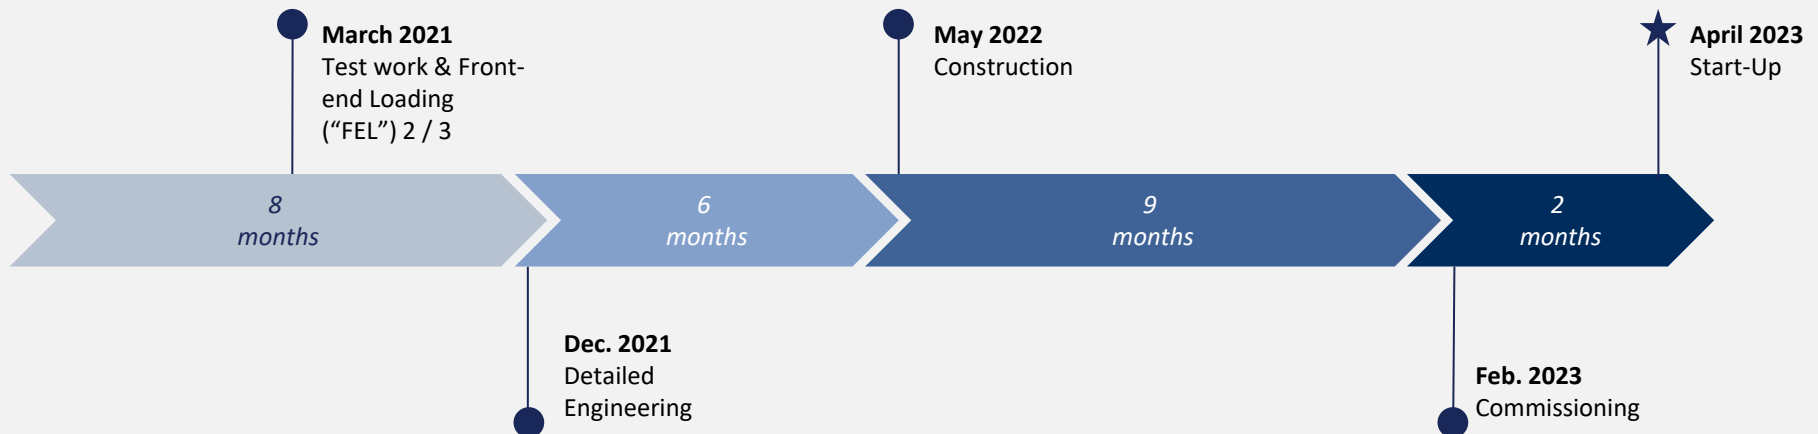 March 2021
Test work & Front-
end Loading
(“FEL”) 2 / 3
May 2022
Construction
April 2023
Start-Up
8
months
6
months
9
months
2
months
Dec. 2021
Detailed
Engineering
Feb. 2023
Commissioning